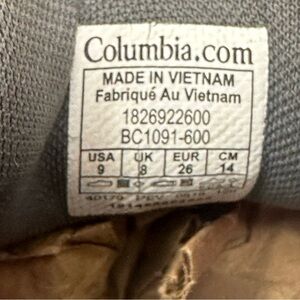 Columbia.com
MADE IN VIETNAM
Fabriqué Au Vietnam
1826922600
BC1091-600
USA UK EUR CM
9 8 26 14